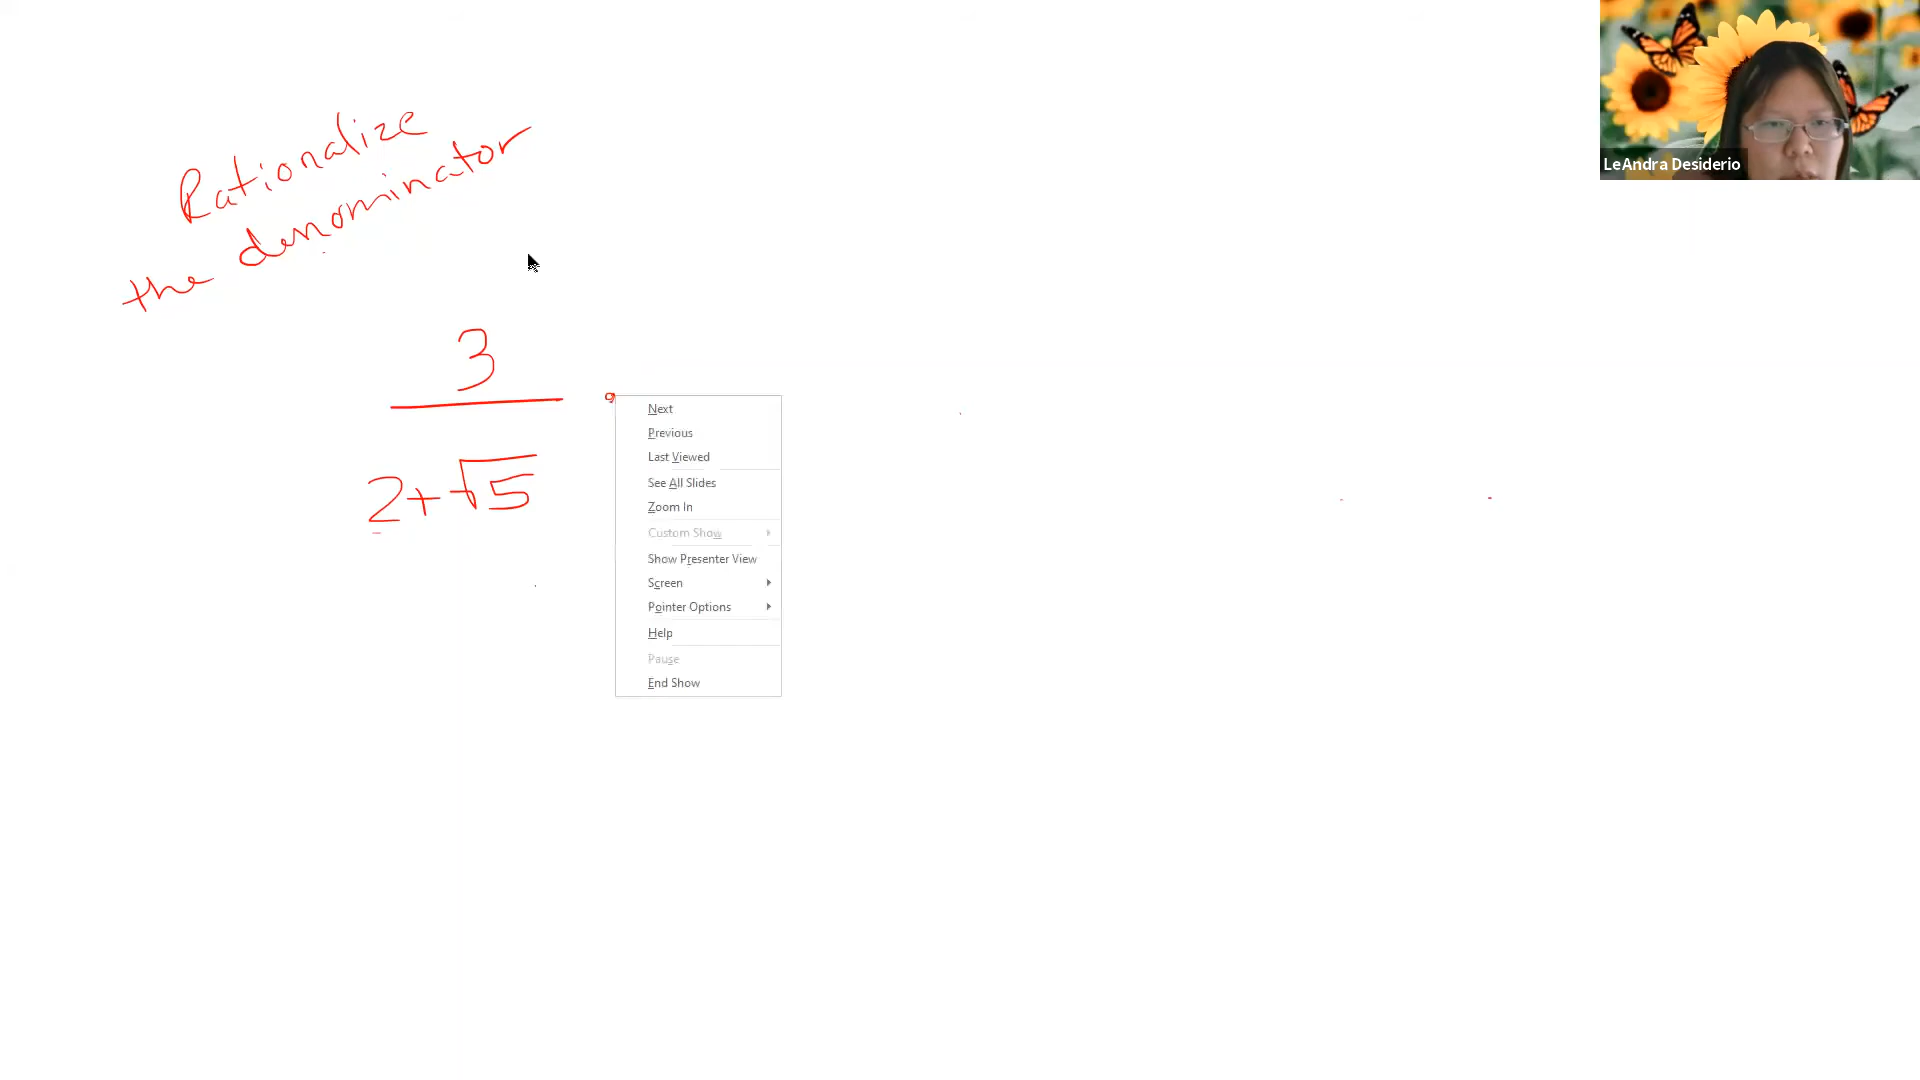 LeAndra Desiderio
Rationalize
the denominator
3
2+√5
Next
Previous
Last Viewed
See All Slides
Zoom In
Custom Show
Show Presenter View
Screen
Pointer Options
Help
Pause
End Show